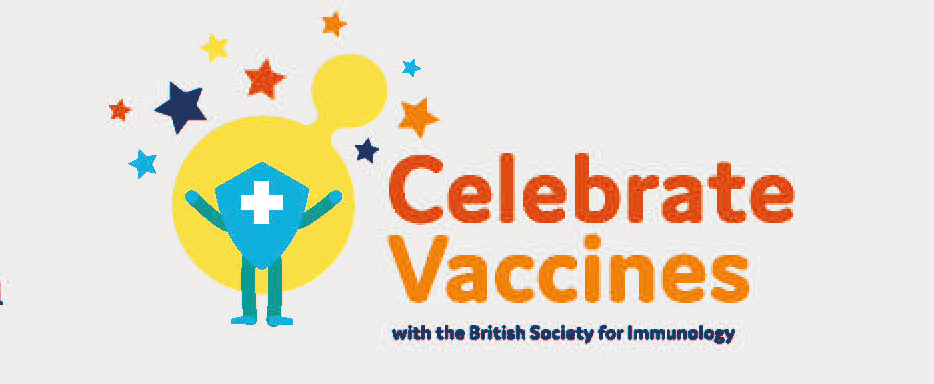 Celebrate
Vaccines
with the British Society for Immunology